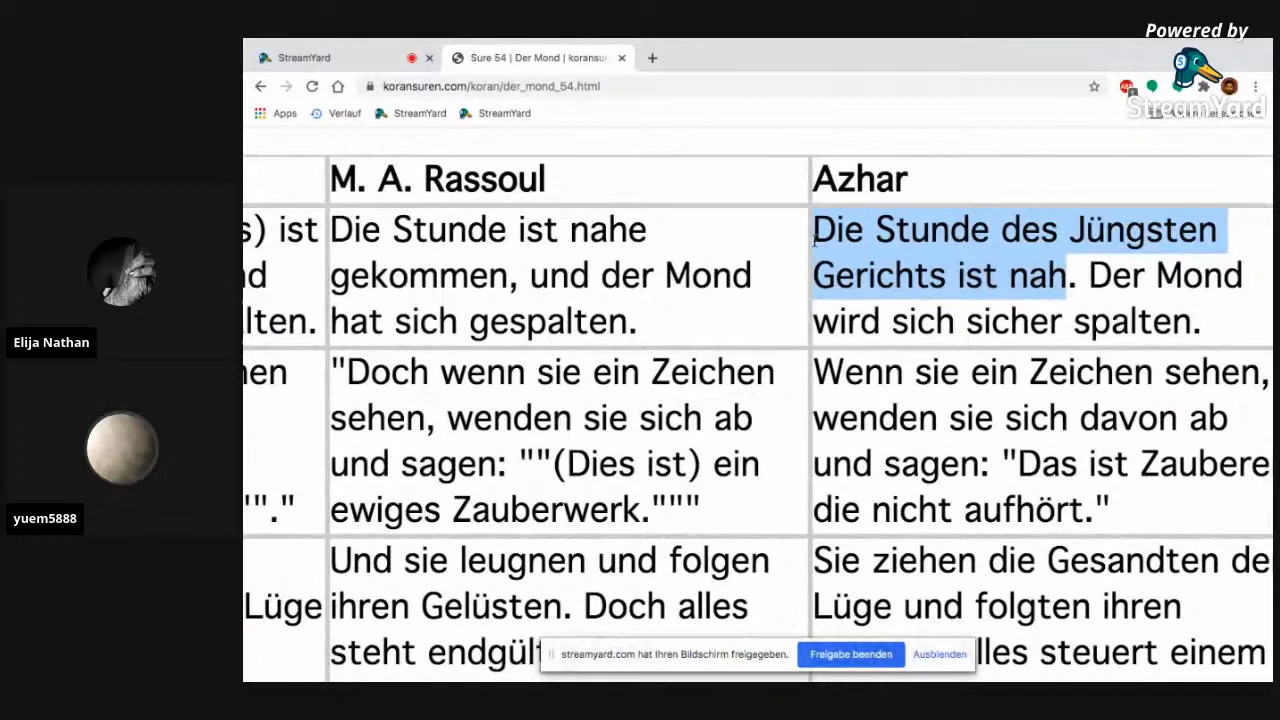 Powered by
StreamYard
StreamYard
Sure 54 | Der Mond | koransur
koransuren.com/koran/der_mond_54.html
Apps
Verlauf
StreamYard
StreamYard
M. A. Rassoul
Azhar
s) ist
Die Stunde ist nahe
gekommen, und der Mond
lten. hat sich gespalten.
Die Stunde des Jüngsten
Gerichts ist nah. Der Mond
wird sich sicher spalten.
"Doch wenn sie ein Zeichen
sehen, wenden sie sich ab
und sagen: ""(Dies ist) ein
'"." ewiges Zauberwerk."""
Wenn sie ein Zeichen sehen,
wenden sie sich davon ab
und sagen: "Das ist Zaubere
die nicht aufhört."
Und sie leugnen und folgen
Lüge ihren Gelüsten. Doch alles
steht endgült
Sie ziehen die Gesandten de
Lüge und folgten ihren
lles steuert einem
streamyard.com hat Ihren Bildschirm freigegeben.
Freigabe beenden
Ausblenden
Elija Nathan
yuem5888